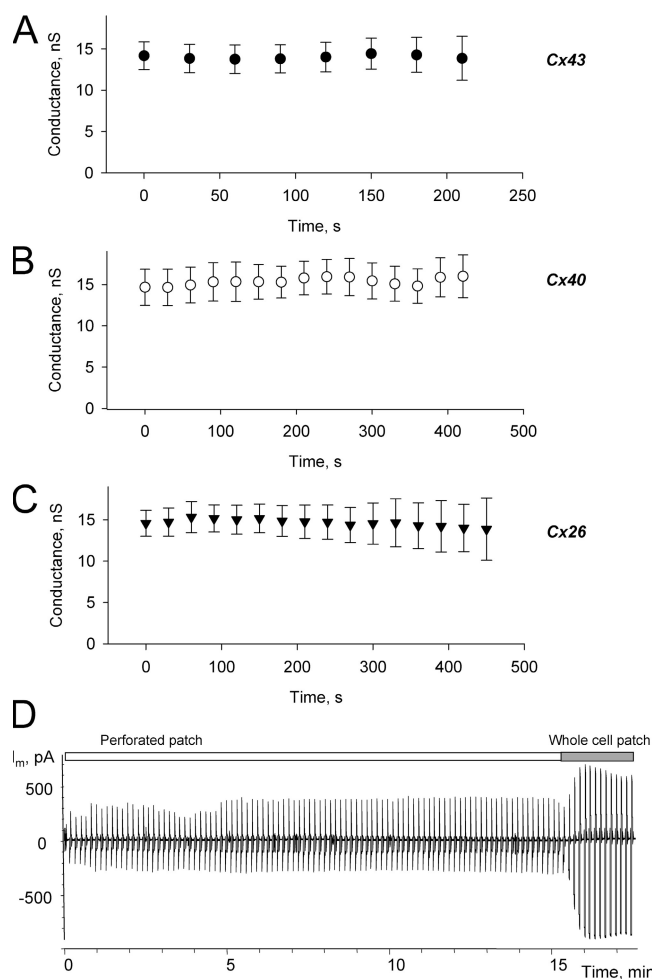 A
Conductance, nS
15
10
5
0
Cx43
0 50 100 150 200 250
Time, s
B
Conductance, nS
15
10
5
0
Cx40
0 100 200 300 400 500
Time, s
C
Conductance, nS
15
10
5
0
Cx26
0 100 200 300 400 500
Time, s
D
Perforated patch Whole cell patch
Im, pA
500
0
-500
0 5 10 15 Time, min